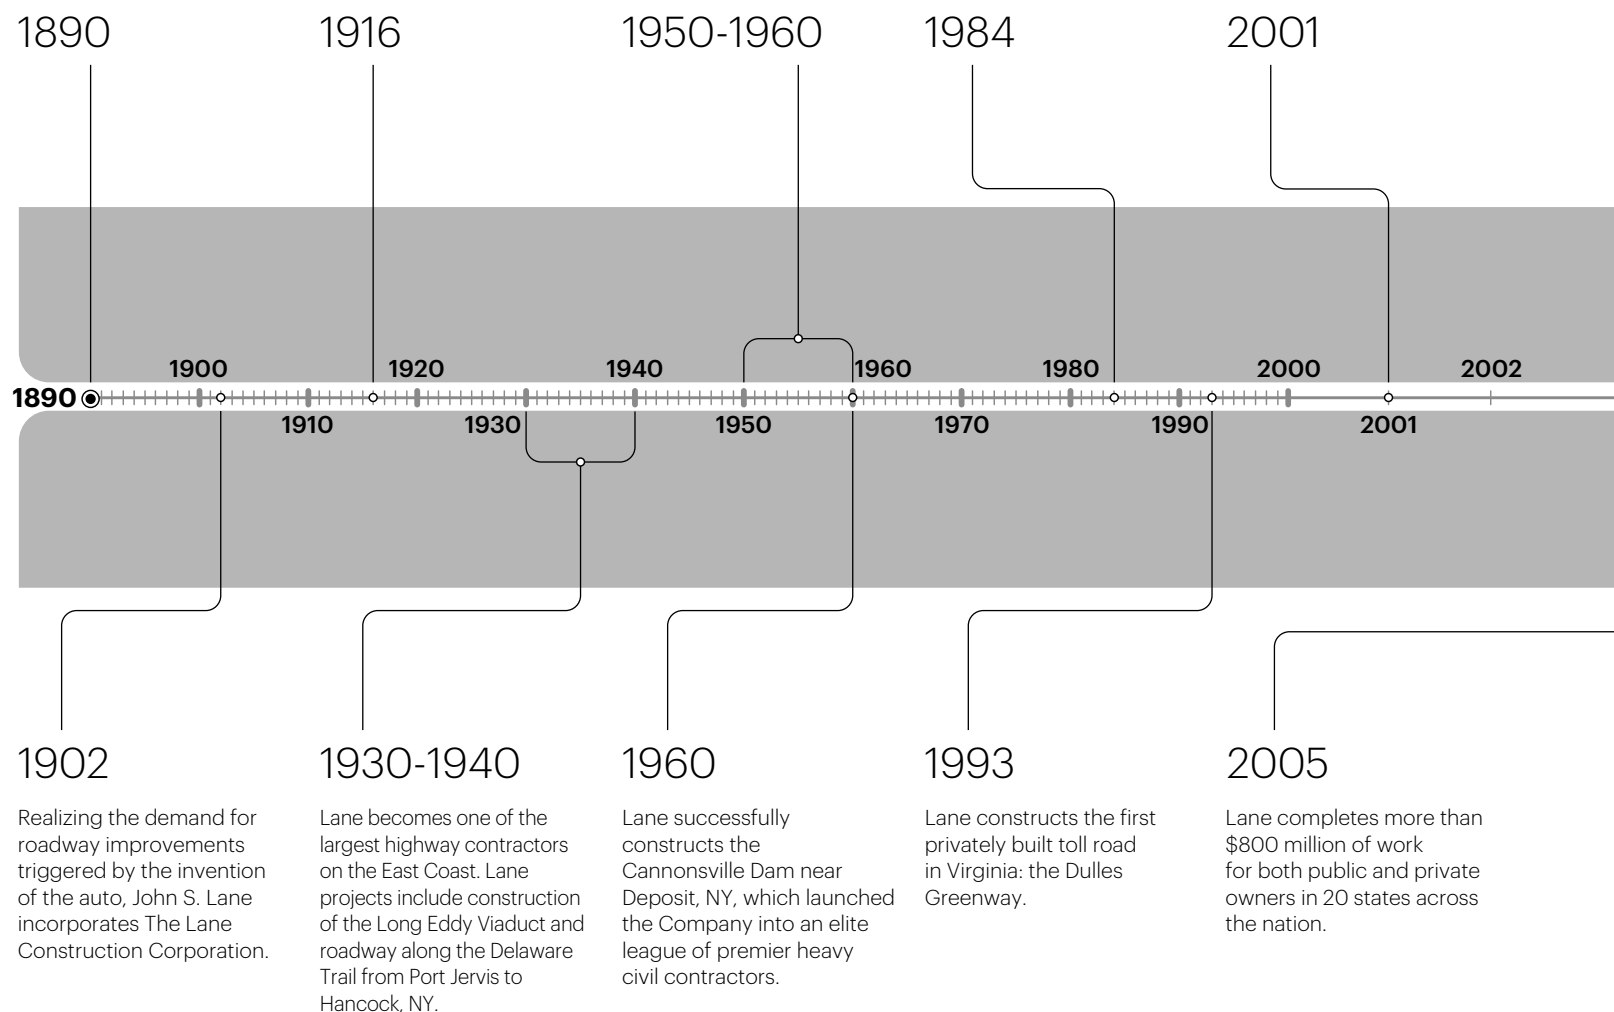 1890
1916
1950-1960
1984
2001
1900
1920
1940
1960
1980
2000
2002
1890
1910
1930
1950
1970
1990
2001
1902
Realizing the demand for
roadway improvements
triggered by the invention
of the auto, John S. Lane
incorporates The Lane
Construction Corporation.
1930-1940
Lane becomes one of the
largest highway contractors
on the East Coast. Lane
projects include construction
of the Long Eddy Viaduct and
roadway along the Delaware
Trail from Port Jervis to
Hancock, NY.
1960
Lane successfully
constructs the
Cannonsville Dam near
Deposit, NY, which launched
the Company into an elite
league of premier heavy
civil contractors.
1993
Lane constructs the first
privately built toll road
in Virginia: the Dulles
Greenway.
2005
Lane completes more than
$800 million of work
for both public and private
owners in 20 states across
the nation.